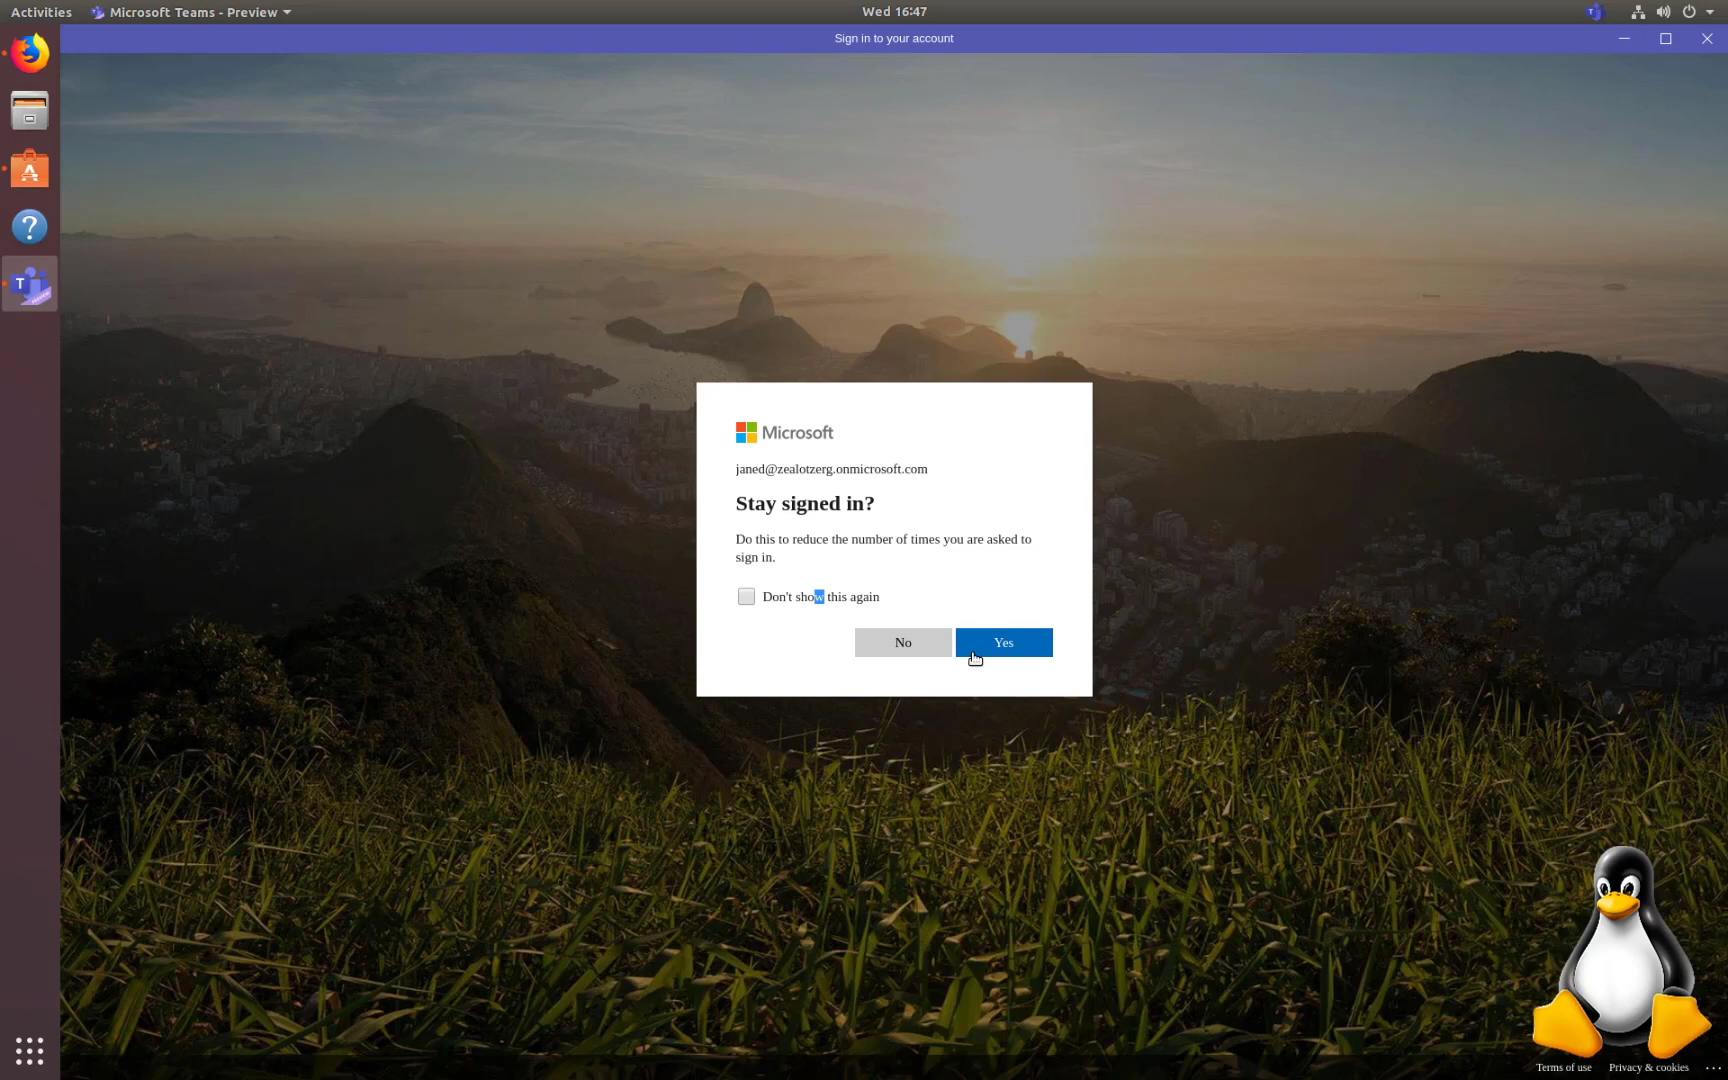 Activities
Microsoft Teams - Preview
Wed 16:47
Sign in to your account
Microsoft
janed@zealotzerg.onmicrosoft.com
Stay signed in?
Do this to reduce the number of times you are asked to
sign in.
Don't show this again
No
Yes
Terms of use
Privacy & cookies
...